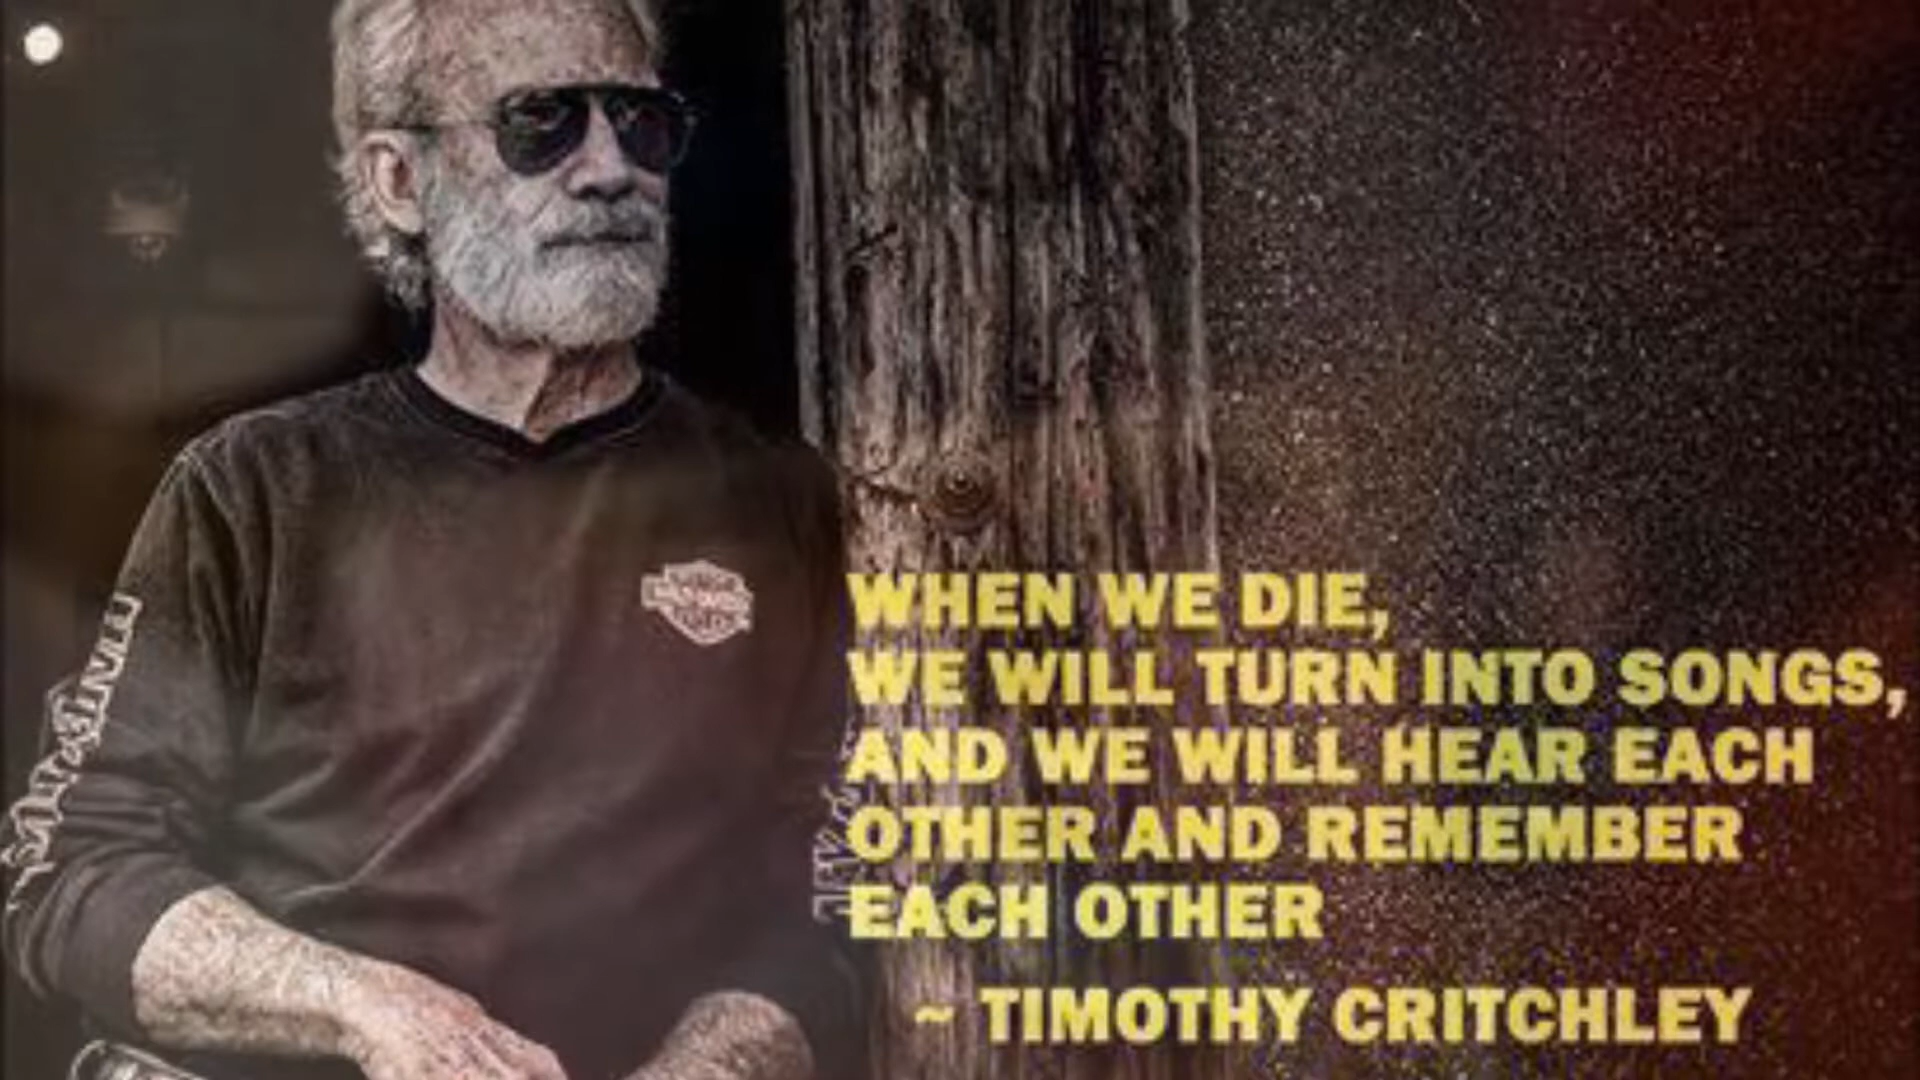 WHEN WE DIE,
WE WILL TURN INTO SONGS,
AND WE WILL HEAR EACH
OTHER AND REMEMBER
EACH OTHER
~ TIMOTHY CRITCHLEY